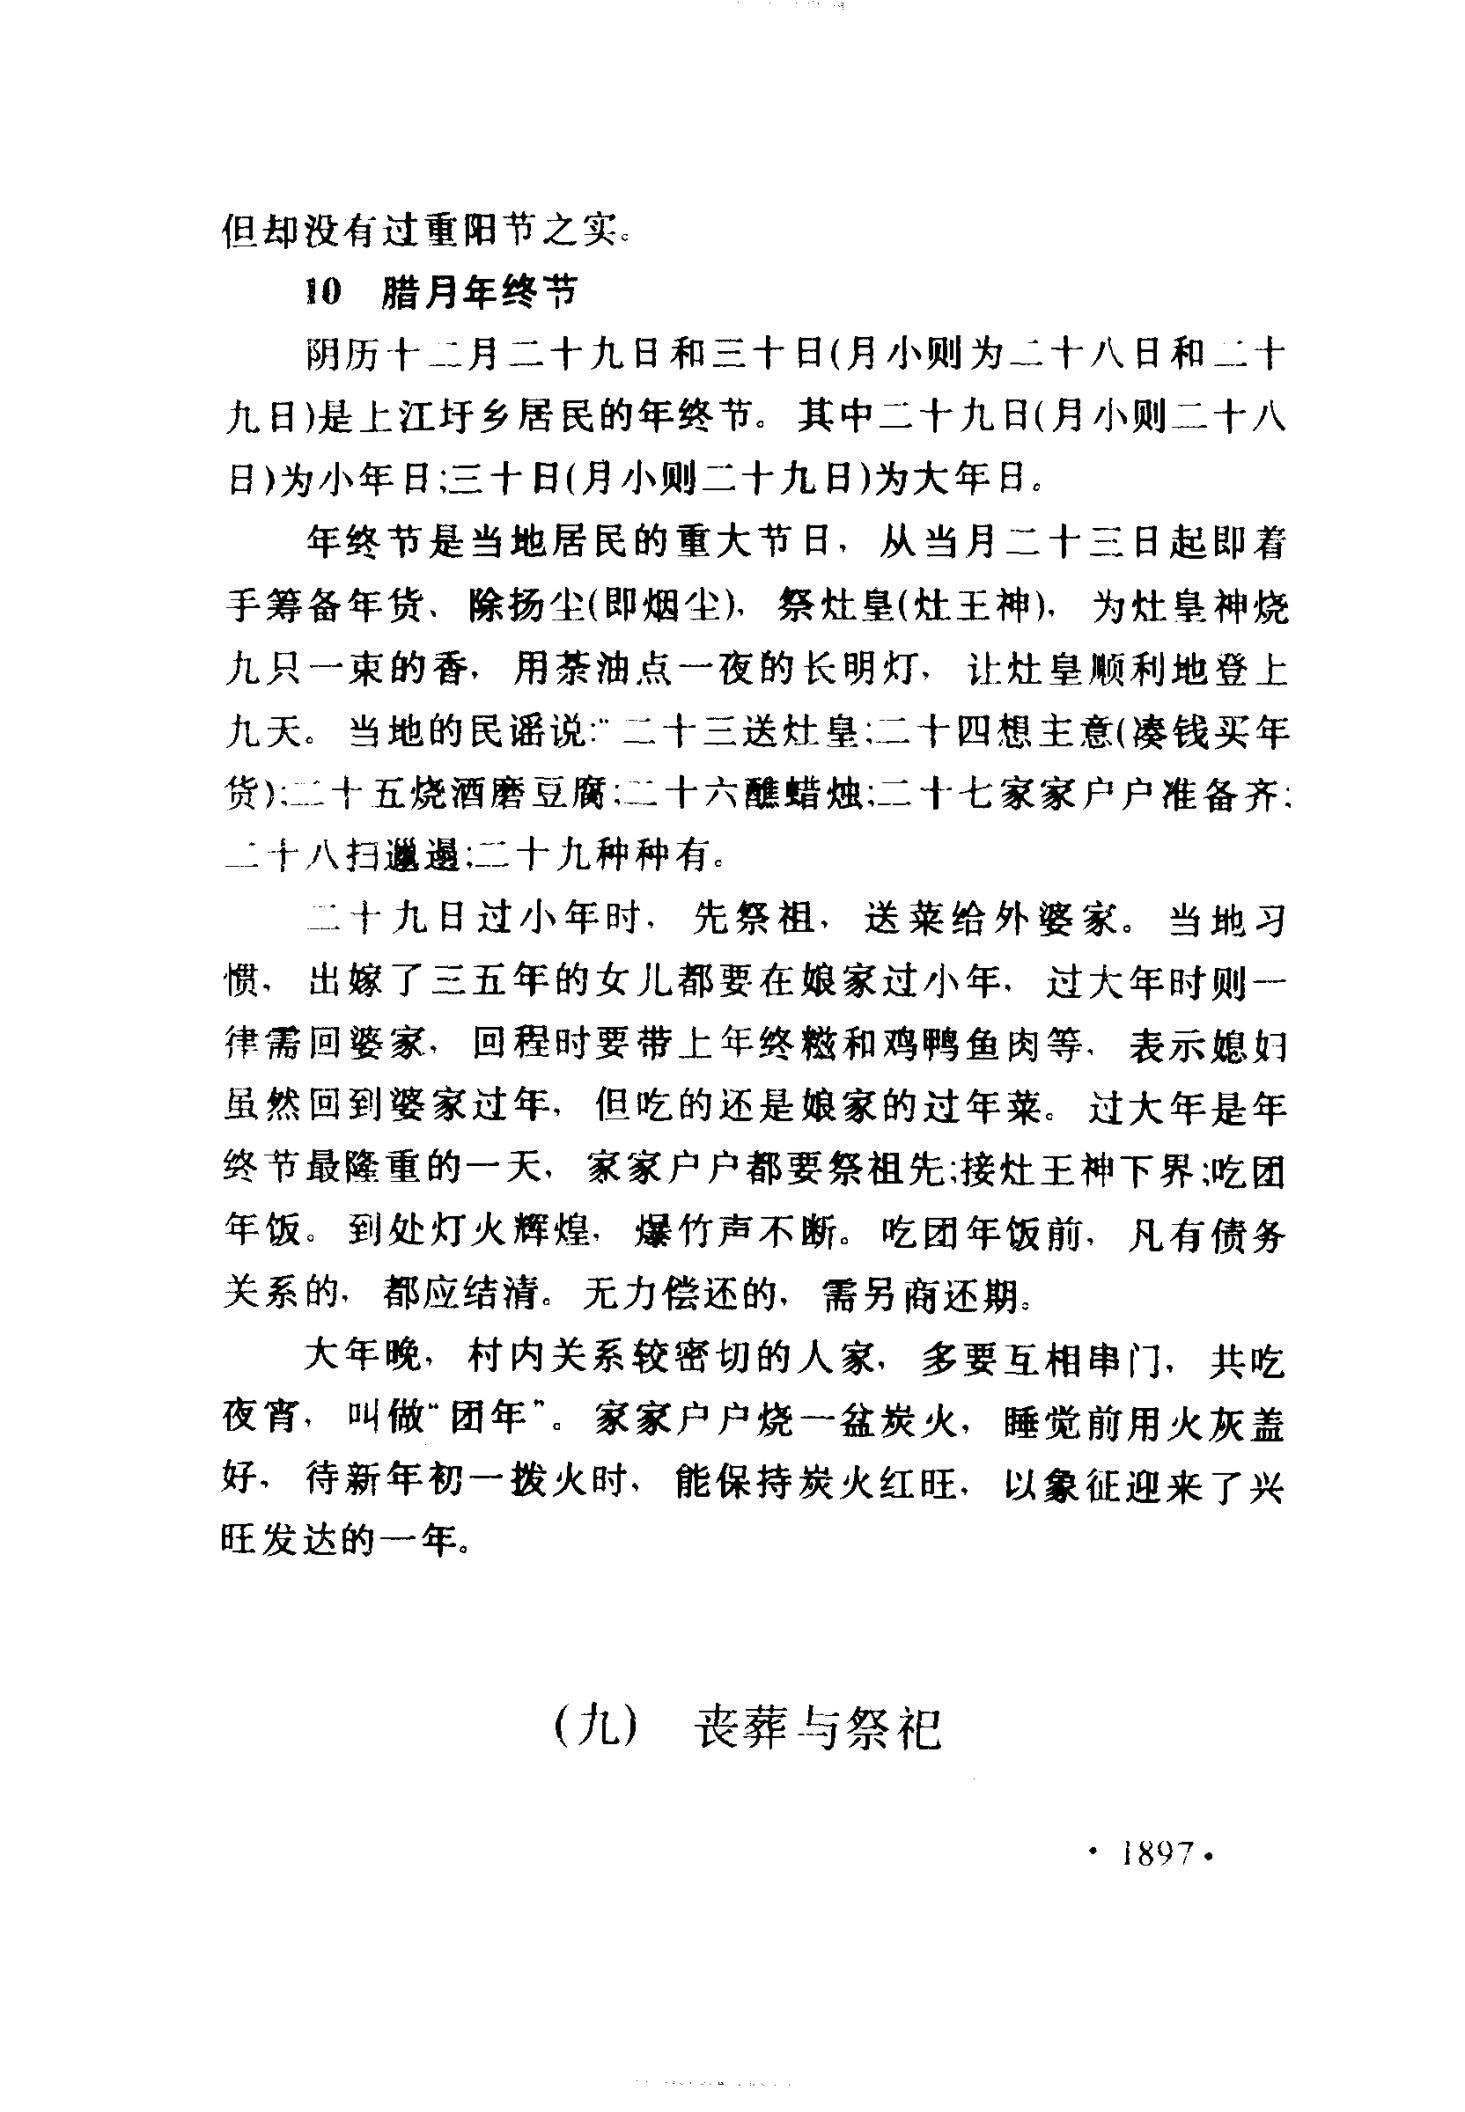 但却没有过重阳节之实。
10 腊月年终节
阴历十二月二十九日和三十日(月小则为二十八日和二十
九日)是上江圩乡居民的年终节。其中二十九日(月小则二十八
日)为小年日;三十日(月小则二十九日)为大年日。
年终节是当地居民的重大节日，从当月二十三日起即着
手筹备年货、除扬尘(即烟尘)，祭灶皇(灶王神)，为灶皇神烧
九只一束的香，用茶油点一夜的长明灯，让灶皇顺利地登上
九天。当地的民谣说:“二十三送灶皇;二十四想主意(凑钱买年
货);二十五烧酒磨豆腐;二十六醮蜡烛;二十七家家户户准备齐;
二十八扫邋遢;二十九种种有。
二十九日过小年时，先祭祖，送菜给外婆家。当地习
惯，出嫁了三五年的女儿都要在娘家过小年，过大年时则一
律需回婆家，回程时要带上年终糍和鸡鸭鱼肉等，表示媳妇
虽然回到婆家过年，但吃的还是娘家的过年菜。过大年是年
终节最隆重的一天，家家户户都要祭祖先;接灶王神下界;吃团
年饭。到处灯火辉煌，爆竹声不断。吃团年饭前，凡有债务
关系的，都应结清。无力偿还的，需另商还期。
大年晚，村内关系较密切的人家，多要互相串门，共吃
夜宵，叫做“团年”。家家户户烧一盆炭火，睡觉前用火灰盖
好，待新年初一拨火时，能保持炭火红旺，以象征迎来了兴
旺发达的一年。
(九) 丧葬与祭祀
· 1897 ·